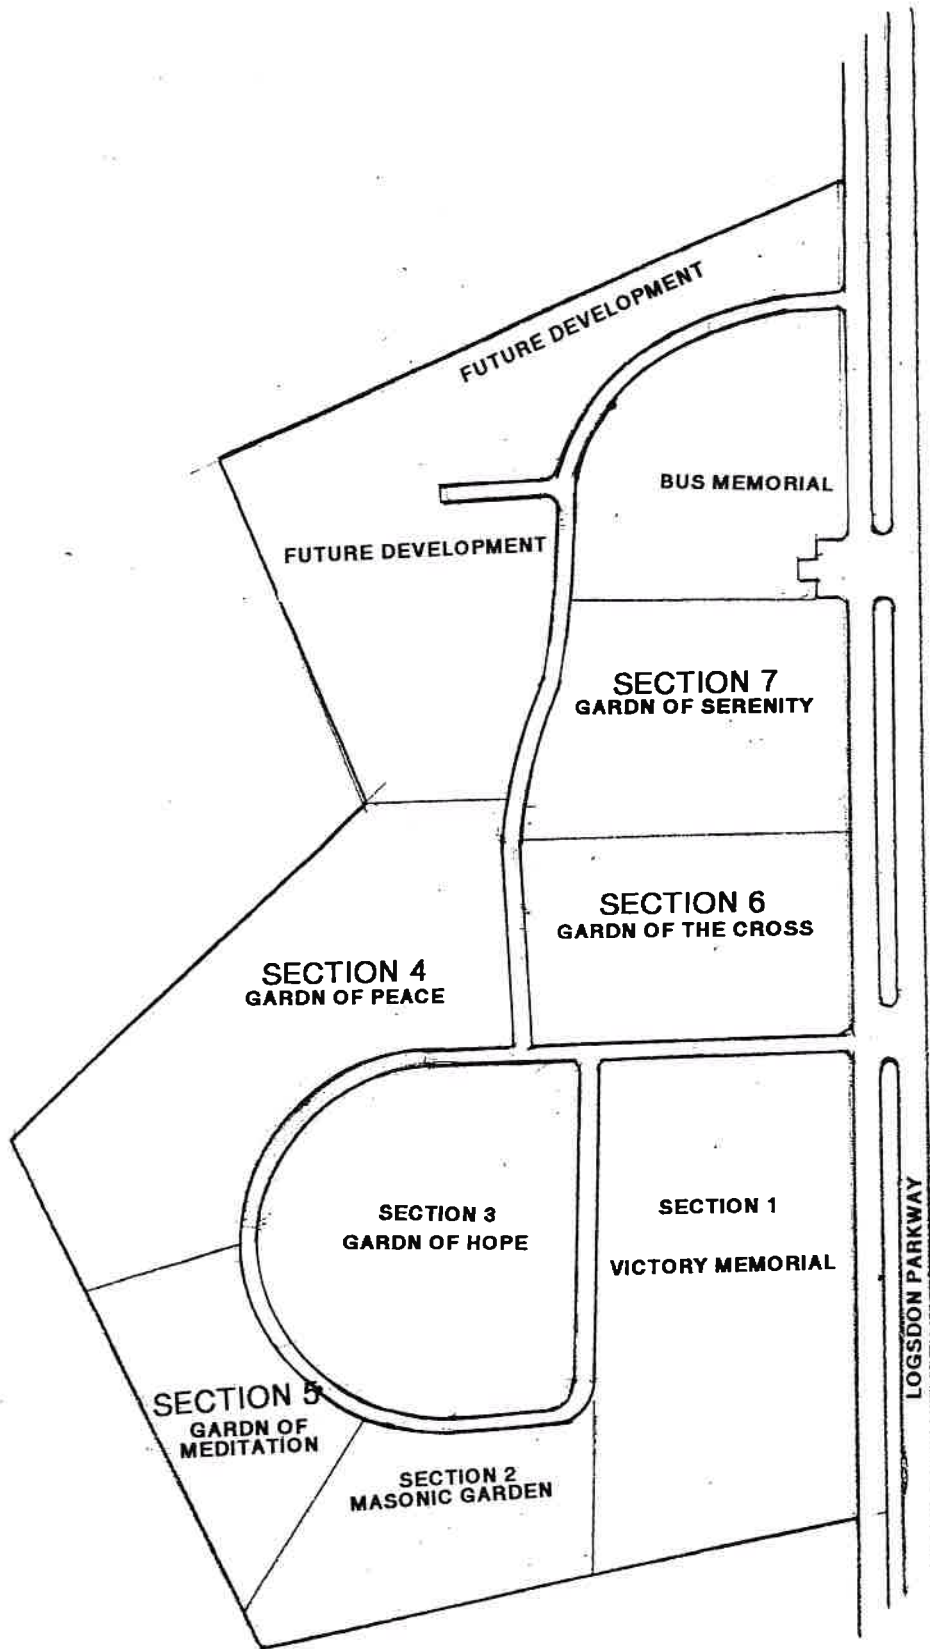 FUTURE DEVELOPMENT
BUS MEMORIAL
FUTURE DEVELOPMENT
SECTION 7
GARDN OF SERENITY
SECTION 6
GARDN OF THE CROSS
SECTION 4
GARDN OF PEACE
SECTION 3
GARDN OF HOPE
SECTION 1
VICTORY MEMORIAL
LOGSDON PARKWAY
SECTION 5
GARDN OF
MEDITATION
SECTION 2
MASONIC GARDEN